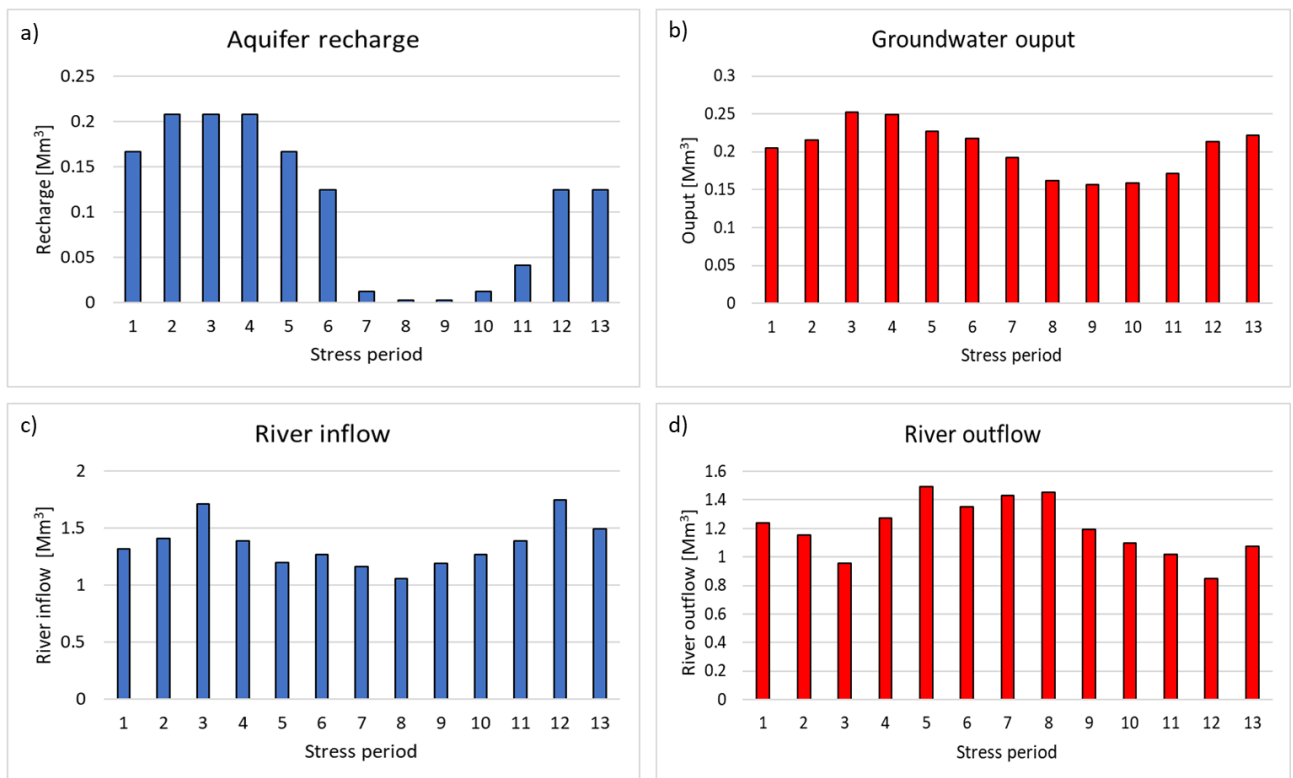 a)
Aquifer recharge
Recharge [Mm³]
0.25
0.2
0.15
0.1
0.05
0
1 2 3 4 5 6 7 8 9 10 11 12 13
Stress period
b)
Groundwater ouput
Ouput [Mm³]
0.3
0.25
0.2
0.15
0.1
0.05
0
1 2 3 4 5 6 7 8 9 10 11 12 13
Stress period
c)
River inflow
River inflow [Mm³]
2
1.5
1
0.5
0
1 2 3 4 5 6 7 8 9 10 11 12 13
Stress period
d)
River outflow
River outflow [Mm³]
1.6
1.4
1.2
1
0.8
0.6
0.4
0.2
0
1 2 3 4 5 6 7 8 9 10 11 12 13
Stress period